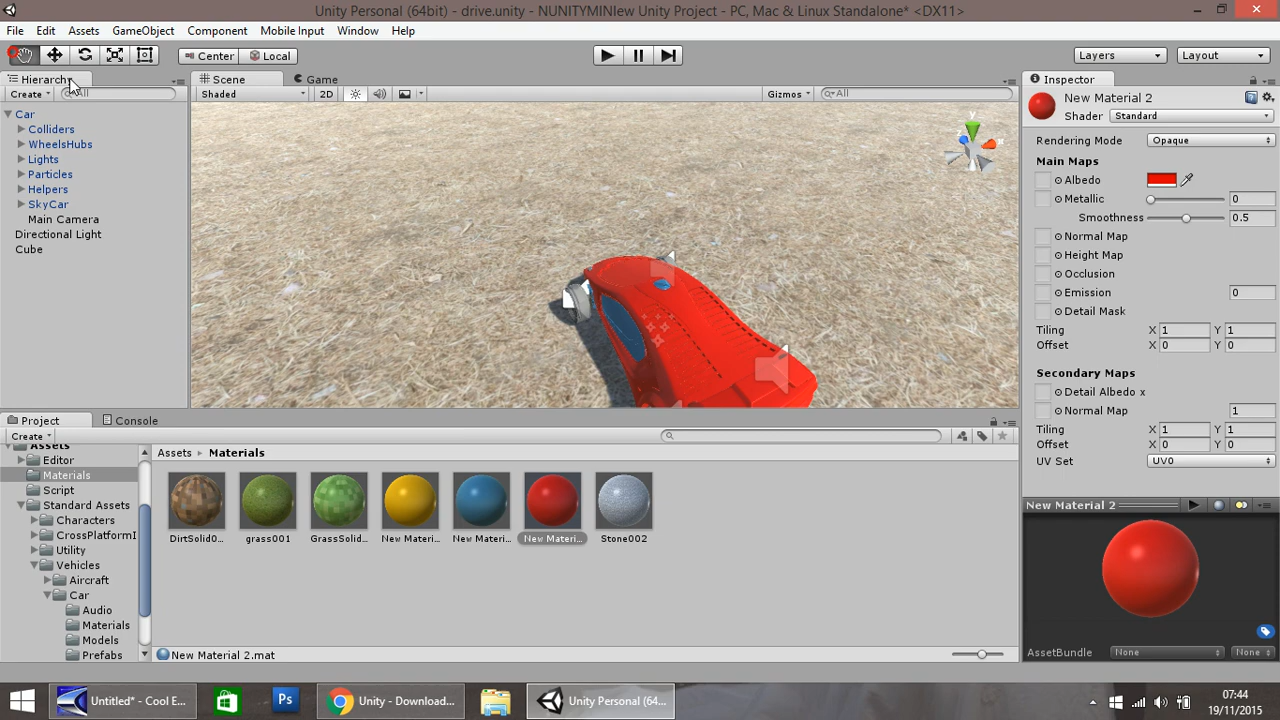 Unity Personal (64bit) - drive.unity - NUNITYMINIew Unity Project - PC, Mac & Linux Standalone* <DX11>
File Edit Assets GameObject Component Mobile Input Window Help
Center Local Layers Layout
Hierarchy Scene Game Inspector
Create All Shaded 2D Gizmos All
Car
Colliders
WheelsHubs
Lights
Particles
Helpers
SkyCar
Main Camera
Directional Light
Cube
y
x
z
New Material 2
Shader Standard
Rendering Mode Opaque
Main Maps
Albedo
Metallic 0
Smoothness 0.5
Normal Map
Height Map
Occlusion
Emission 0
Detail Mask
Tiling X 1 Y 1
Offset X 0 Y 0
Secondary Maps
Detail Albedo x
Normal Map 1
Tiling X 1 Y 1
Offset X 0 Y 0
UV Set UV0
Project Console
Create
Assets
Editor
Materials
Script
Standard Assets
Characters
CrossPlatformI
Utility
Vehicles
Aircraft
Car
Audio
Materials
Models
Prefabs
Assets Materials
DirtSolid0... grass001 GrassSolid... New Materi... New Materi... New Materi... Stone002
New Material 2.mat
New Material 2
AssetBundle None None
Untitled* - Cool E... Ps Unity - Download... Unity Personal (64...
07:44
19/11/2015